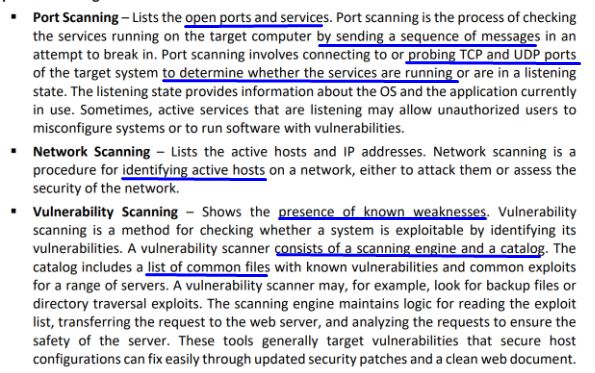 ▪ Port Scanning – Lists the open ports and services. Port scanning is the process of checking
the services running on the target computer by sending a sequence of messages in an
attempt to break in. Port scanning involves connecting to or probing TCP and UDP ports
of the target system to determine whether the services are running or are in a listening
state. The listening state provides information about the OS and the application currently
in use. Sometimes, active services that are listening may allow unauthorized users to
misconfigure systems or to run software with vulnerabilities.
▪ Network Scanning – Lists the active hosts and IP addresses. Network scanning is a
procedure for identifying active hosts on a network, either to attack them or assess the
security of the network.
▪ Vulnerability Scanning – Shows the presence of known weaknesses. Vulnerability
scanning is a method for checking whether a system is exploitable by identifying its
vulnerabilities. A vulnerability scanner consists of a scanning engine and a catalog. The
catalog includes a list of common files with known vulnerabilities and common exploits
for a range of servers. A vulnerability scanner may, for example, look for backup files or
directory traversal exploits. The scanning engine maintains logic for reading the exploit
list, transferring the request to the web server, and analyzing the requests to ensure the
safety of the server. These tools generally target vulnerabilities that secure host
configurations can fix easily through updated security patches and a clean web document.